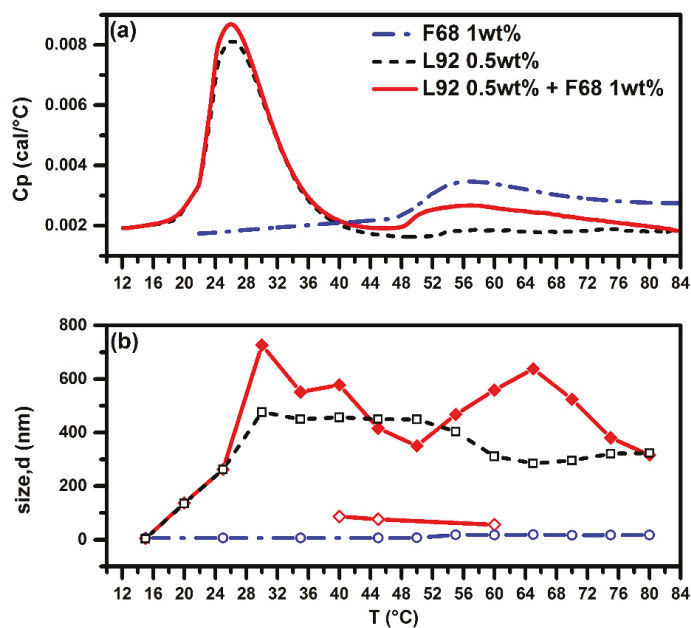 (a)
F68 1wt%
L92 0.5wt%
L92 0.5wt% + F68 1wt%
Cp (cal/°C)
0.008
0.006
0.004
0.002
12 16 20 24 28 32 36 40 44 48 52 56 60 64 68 72 76 80 84
(b)
size,d (nm)
800
600
400
200
0
12 16 20 24 28 32 36 40 44 48 52 56 60 64 68 72 76 80 84
T (°C)